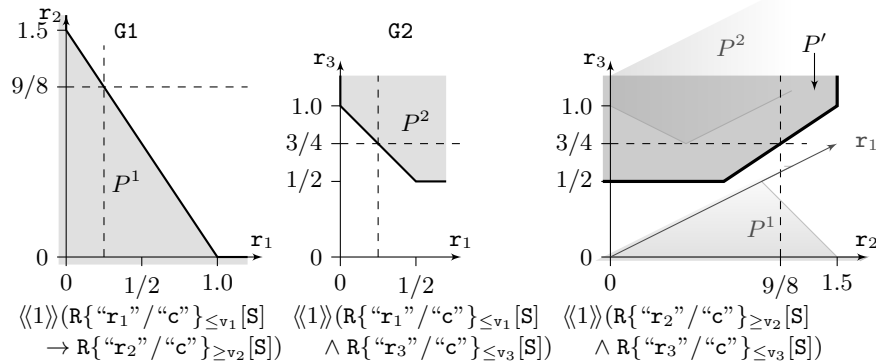 r₂
G1
1.5
9/8
P¹
0
r₁
0
1/2
1.0
⟨⟨1⟩⟩(R{“r₁”/“c”}≤v₁[S]
→ R{“r₂”/“c”}≥v₂[S])
G2
r₃
1.0
P²
3/4
1/2
0
r₁
0
1/2
⟨⟨1⟩⟩(R{“r₁”/“c”}≤v₁[S]
∧ R{“r₃”/“c”}≤v₃[S])
r₃
P²
P′
1.0
3/4
r₁
1/2
P¹
0
r₂
0
9/8
1.5
⟨⟨1⟩⟩(R{“r₂”/“c”}≥v₂[S]
∧ R{“r₃”/“c”}≤v₃[S])